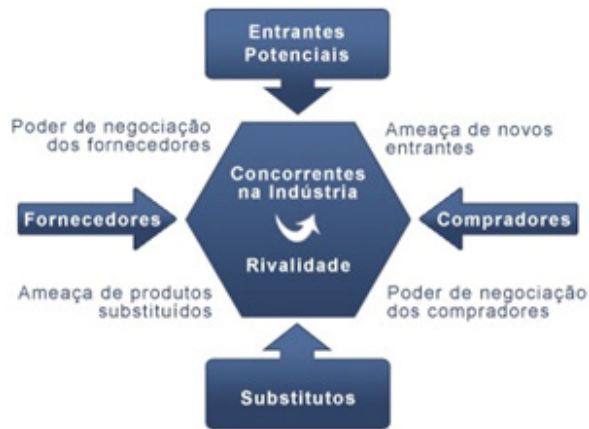 Entrantes
Potenciais
Poder de negociação
dos fornecedores
Ameaça de novos
entrantes
Concorrentes
na Indústria
Fornecedores
Compradores
Rivalidade
Ameaça de produtos
substituídos
Poder de negociação
dos compradores
Substitutos